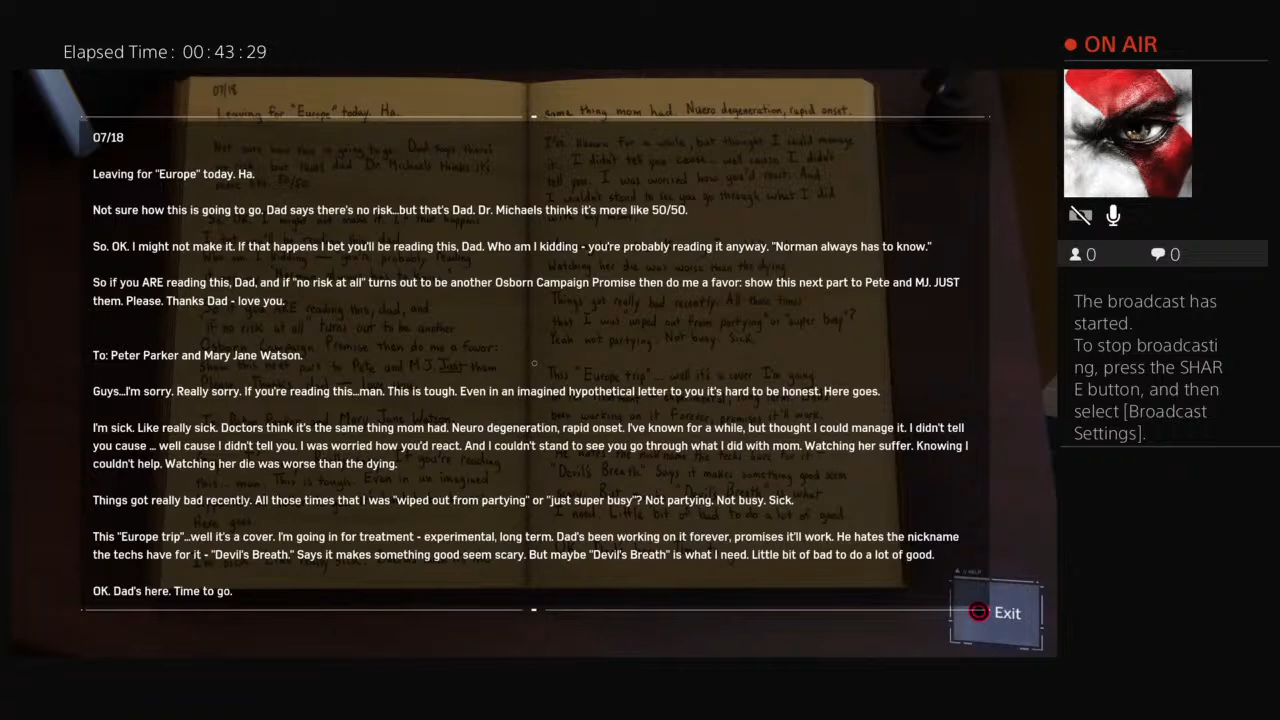 Elapsed Time: 00:43:29
ON AIR
07/18
Leaving for "Europe" today. Ha.
same thing mom had. Nuero degeneration, rapid onset.
07/18
Leaving for "Europe" today. Ha.
Not sure how this is going to go. Dad says there's no risk...but that's Dad. Dr. Michaels thinks it's more like 50/50.
So. OK. I might not make it. If that happens I bet you'll be reading this, Dad. Who am I kidding - you're probably reading it anyway. "Norman always has to know."
So if you ARE reading this, Dad, and if "no risk at all" turns out to be another Osborn Campaign Promise then do me a favor: show this next part to Pete and MJ. JUST
them. Please. Thanks Dad - love you.
To: Peter Parker and Mary Jane Watson.
Guys...I'm sorry. Really sorry. If you're reading this...man. This is tough. Even in an imagined hypothetical letter to you it's hard to be honest. Here goes.
I'm sick. Like really sick. Doctors think it's the same thing mom had. Neuro degeneration, rapid onset. I've known for a while, but thought I could manage it. I didn't tell
you cause ... well cause I didn't tell you. I was worried how you'd react. And I couldn't stand to see you go through what I did with mom. Watching her suffer. Knowing I
couldn't help. Watching her die was worse than the dying.
Things got really bad recently. All those times that I was "wiped out from partying" or "just super busy"? Not partying. Not busy. Sick.
This "Europe trip"...well it's a cover. I'm going in for treatment - experimental, long term. Dad's been working on it forever, promises it'll work. He hates the nickname
the techs have for it - "Devil's Breath." Says it makes something good seem scary. But maybe "Devil's Breath" is what I need. Little bit of bad to do a lot of good.
OK. Dad's here. Time to go.
Exit
0 0
The broadcast has
started.
To stop broadcasti
ng, press the SHAR
E button, and then
select [Broadcast
Settings].